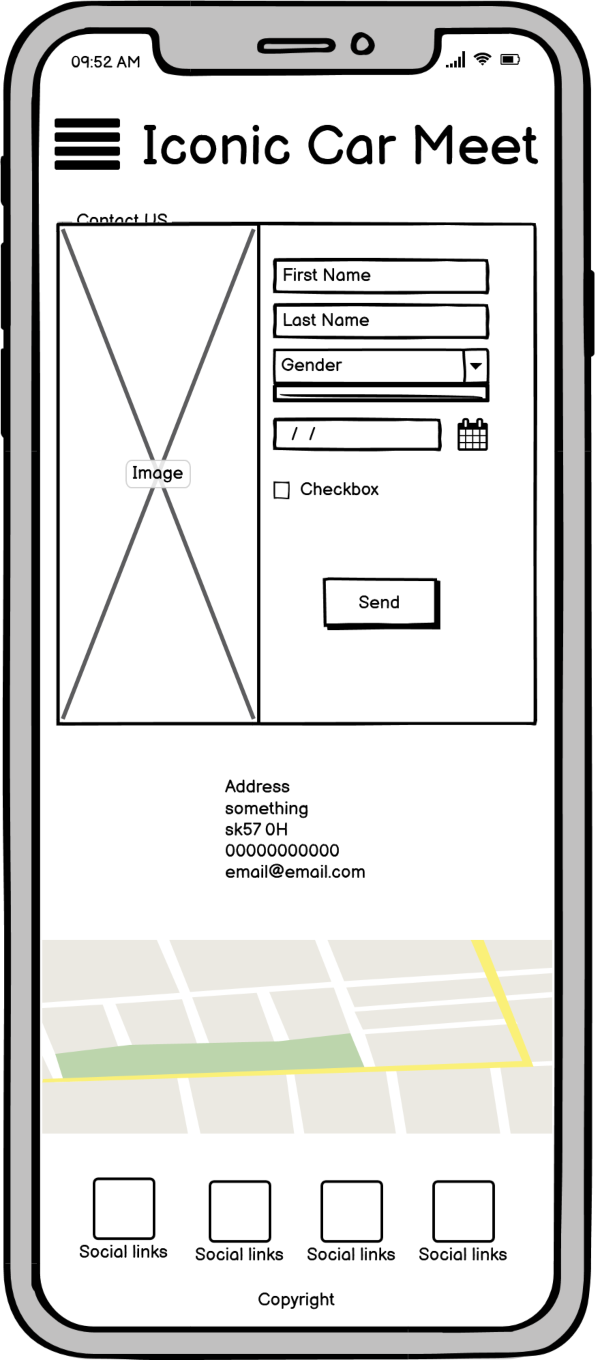 09:52 AM
Iconic Car Meet
Contact US
First Name
Last Name
Gender
/ /
Image
Checkbox
Send
Address
something
sk57 0H
00000000000
email@email.com
Social links Social links Social links Social links
Copyright